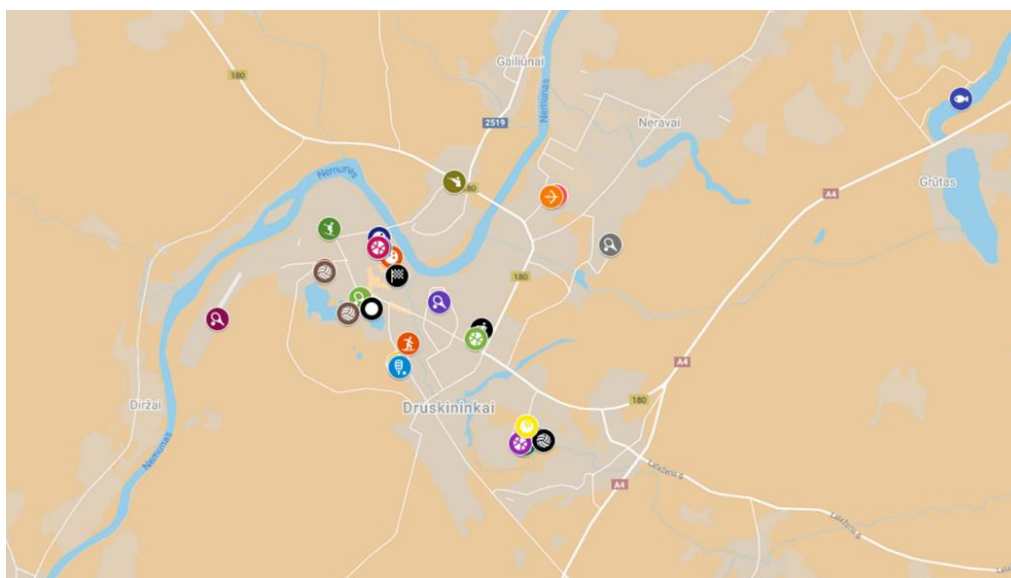 Gailiūnai
180
2519
Nemunas
Neravai
Nemunas
180
A4
Grūtas
180
A4
Diržai
Druskininkai
180
Nemunas
A4